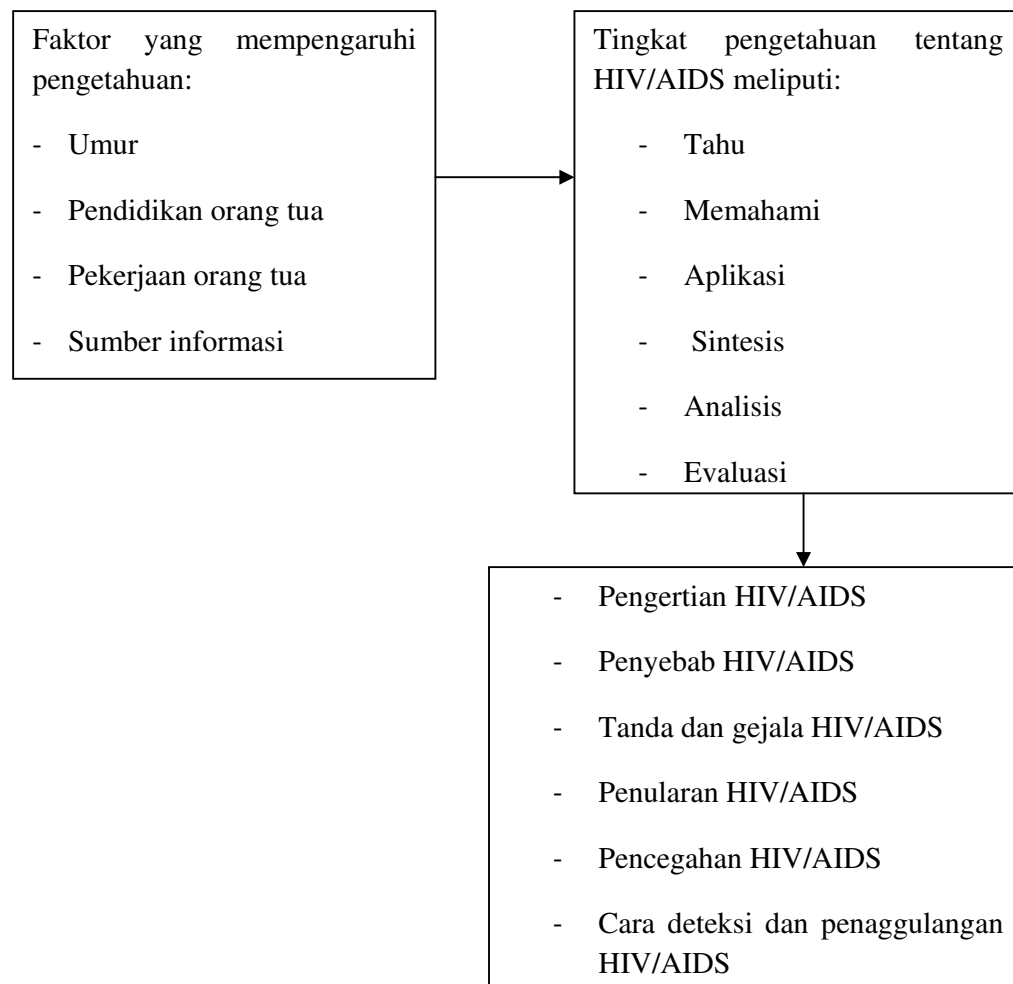 Faktor yang mempengaruhi
pengetahuan:
- Umur
- Pendidikan orang tua
- Pekerjaan orang tua
- Sumber informasi
Tingkat pengetahuan tentang
HIV/AIDS meliputi:
- Tahu
- Memahami
- Aplikasi
- Sintesis
- Analisis
- Evaluasi
- Pengertian HIV/AIDS
- Penyebab HIV/AIDS
- Tanda dan gejala HIV/AIDS
- Penularan HIV/AIDS
- Pencegahan HIV/AIDS
- Cara deteksi dan penaggulangan
HIV/AIDS